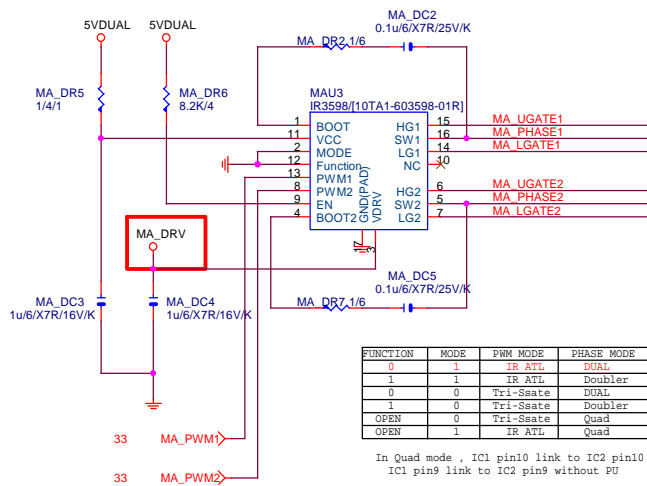 5VDUAL 5VDUAL
MA_DC2
0.1u/6/X7R/25V/K
MA_DR2 1/6
MA_DR5
1/4/1
MA_DR6
8.2K/4
MAU3
IR3598/[10TA1-603598-01R]
1 BOOT HG1 15 MA_UGATE1
11 VCC SW1 16 MA_PHASE1
2 MODE LG1 14 MA_LGATE1
12 Function NC 10
13 PWM1
8 PWM2 HG2 6 MA_UGATE2
9 EN SW2 5 MA_PHASE2
4 BOOT2 LG2 7 MA_LGATE2
GND(PAD)
VDRV
17
3
MA_DRV
MA_DC3
1u/6/X7R/16V/K
MA_DC4
1u/6/X7R/16V/K
MA_DR7 1/6
MA_DC5
0.1u/6/X7R/25V/K
33 MA_PWM1
33 MA_PWM2
FUNCTION MODE PWM MODE PHASE MODE
0 1 IR ATL DUAL
1 1 IR ATL Doubler
0 0 Tri-Ssate DUAL
1 0 Tri-Ssate Doubler
OPEN 0 Tri-Ssate Quad
OPEN 1 IR ATL Quad
In Quad mode , IC1 pin10 link to IC2 pin10
IC1 pin9 link to IC2 pin9 without PU